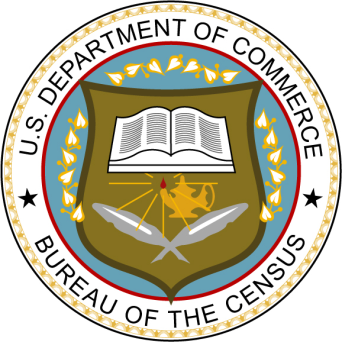 U.S. DEPARTMENT OF COMMERCE
BUREAU OF THE CENSUS